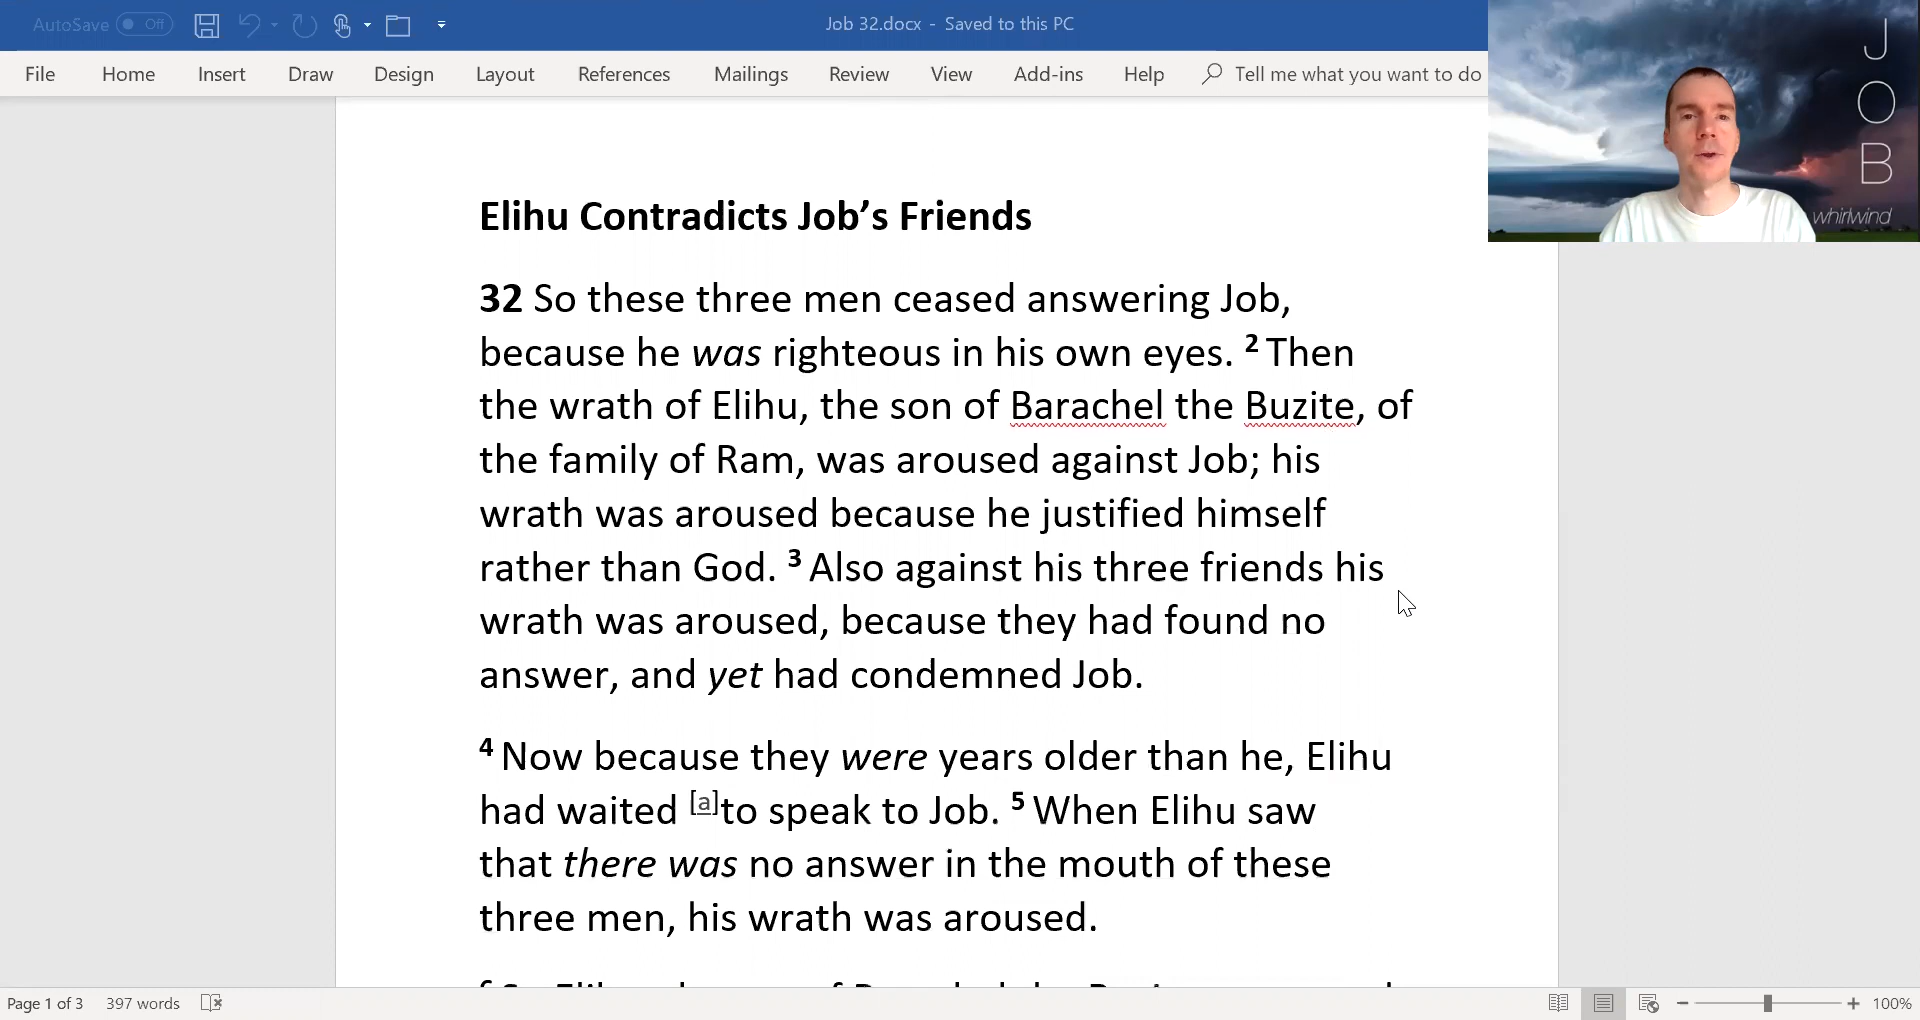 AutoSave Off
Job 32.docx - Saved to this PC
File Home Insert Draw Design Layout References Mailings Review View Add-ins Help Tell me what you want to do
J
O
B
whirlwind
Elihu Contradicts Job’s Friends
32 So these three men ceased answering Job,
because he was righteous in his own eyes. 2 Then
the wrath of Elihu, the son of Barachel the Buzite, of
the family of Ram, was aroused against Job; his
wrath was aroused because he justified himself
rather than God. 3 Also against his three friends his
wrath was aroused, because they had found no
answer, and yet had condemned Job.
4 Now because they were years older than he, Elihu
had waited [a]to speak to Job. 5 When Elihu saw
that there was no answer in the mouth of these
three men, his wrath was aroused.
Page 1 of 3 397 words 100%